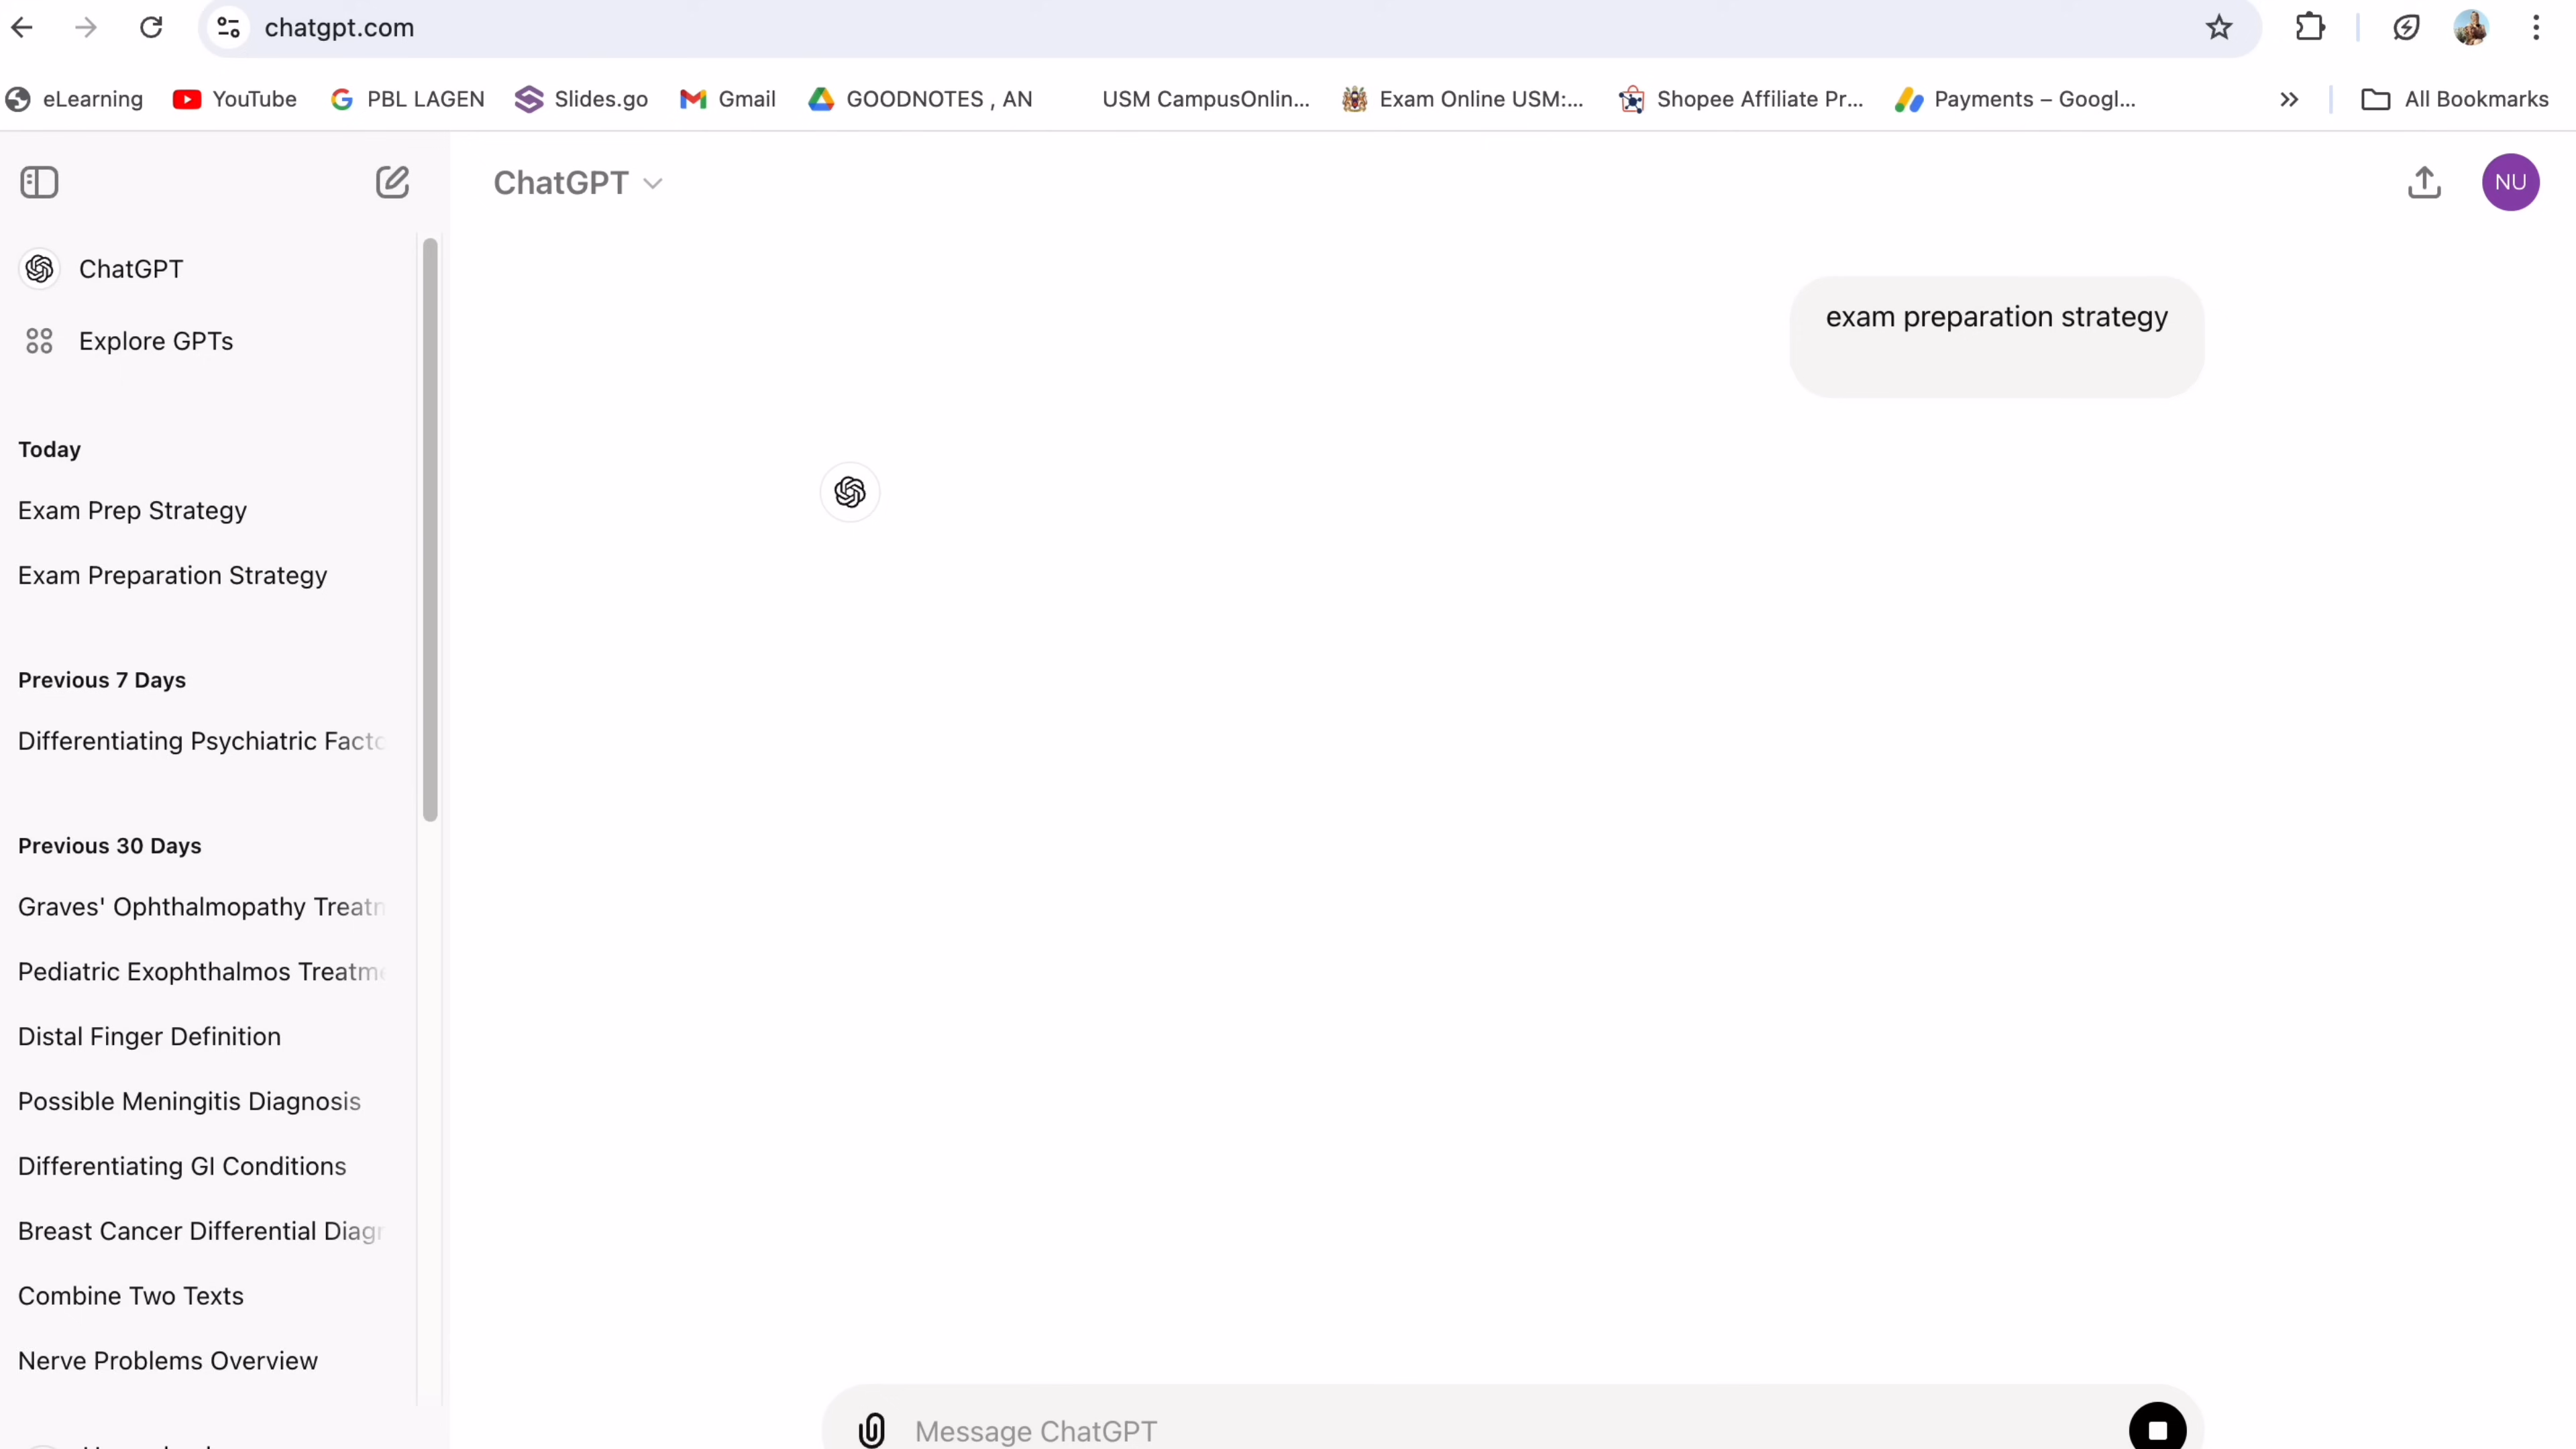 chatgpt.com
eLearning YouTube PBL LAGEN Slides.go Gmail GOODNOTES , AN USM CampusOnlin... Exam Online USM:... Shopee Affiliate Pr... Payments – Googl... All Bookmarks
ChatGPT
NU
ChatGPT
Explore GPTs
Today
Exam Prep Strategy
Exam Preparation Strategy
Previous 7 Days
Differentiating Psychiatric Facto
Previous 30 Days
Graves' Ophthalmopathy Treatm
Pediatric Exophthalmos Treatme
Distal Finger Definition
Possible Meningitis Diagnosis
Differentiating GI Conditions
Breast Cancer Differential Diagn
Combine Two Texts
Nerve Problems Overview
exam preparation strategy
Message ChatGPT